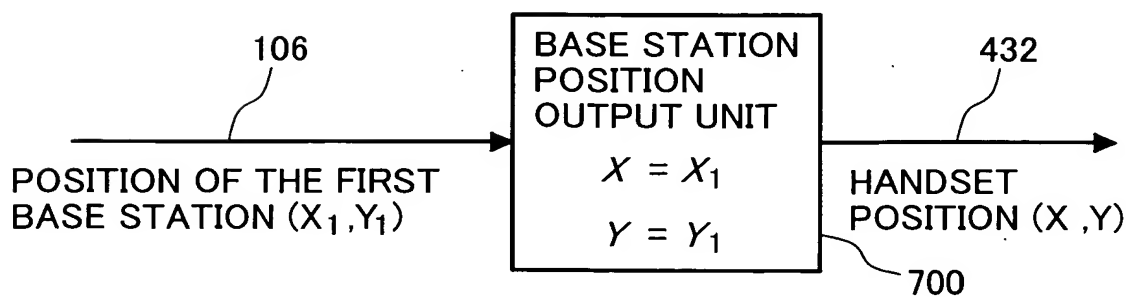 106
POSITION OF THE FIRST
BASE STATION (X₁,Y₁)
BASE STATION
POSITION
OUTPUT UNIT
X = X₁
Y = Y₁
432
HANDSET
POSITION (X ,Y)
700